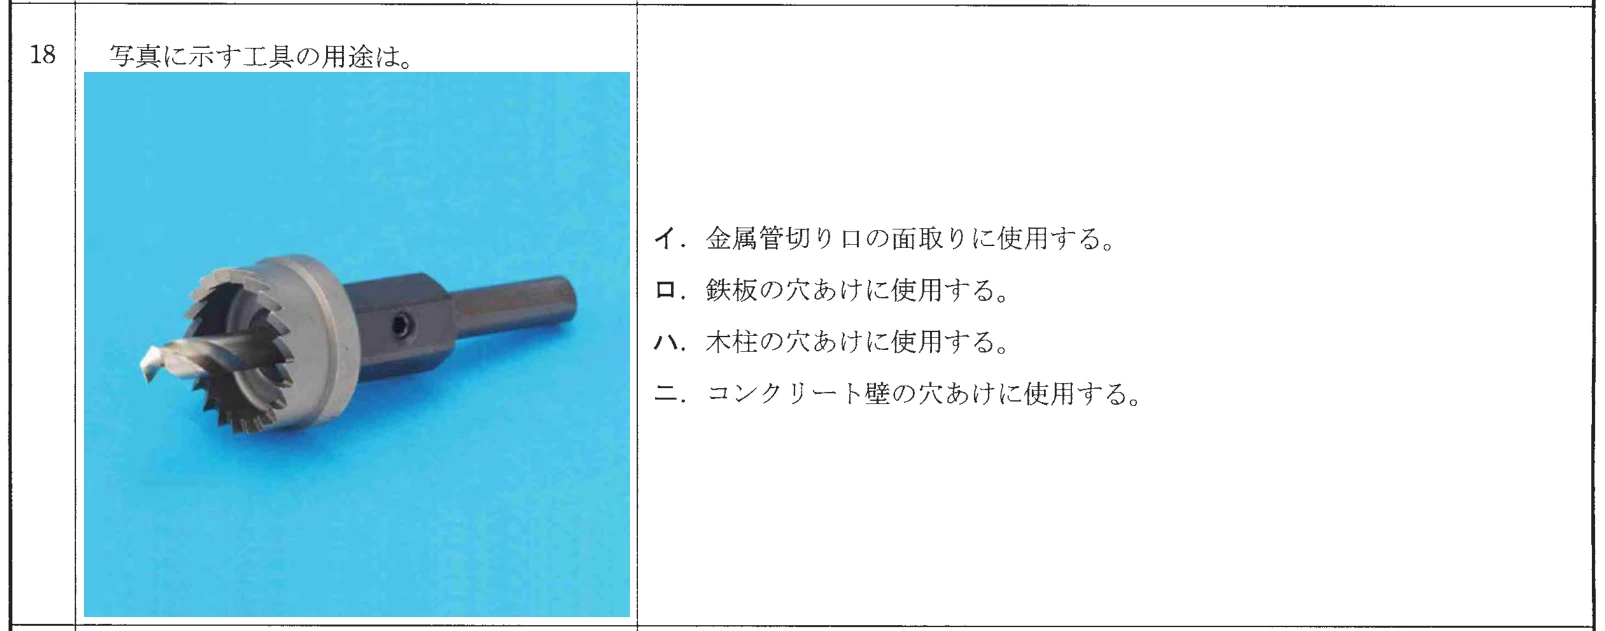 18 写真に示す工具の用途は。
イ. 金属管切り口の面取りに使用する。
ロ. 鉄板の穴あけに使用する。
ハ. 木柱の穴あけに使用する。
ニ. コンクリート壁の穴あけに使用する。